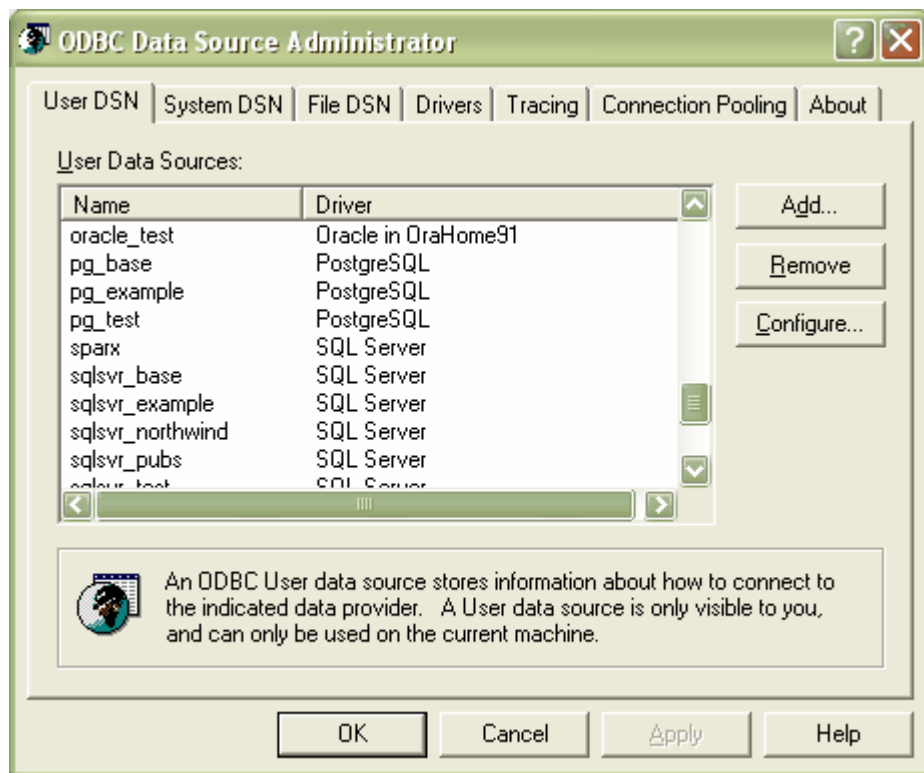 ODBC Data Source Administrator
User DSN System DSN File DSN Drivers Tracing Connection Pooling About
User Data Sources:
Name Driver
oracle_test Oracle in OraHome91
pg_base PostgreSQL
pg_example PostgreSQL
pg_test PostgreSQL
sparx SQL Server
sqlsvr_base SQL Server
sqlsvr_example SQL Server
sqlsvr_northwind SQL Server
sqlsvr_pubs SQL Server
Add...
Remove
Configure...
An ODBC User data source stores information about how to connect to
the indicated data provider. A User data source is only visible to you,
and can only be used on the current machine.
OK Cancel Apply Help